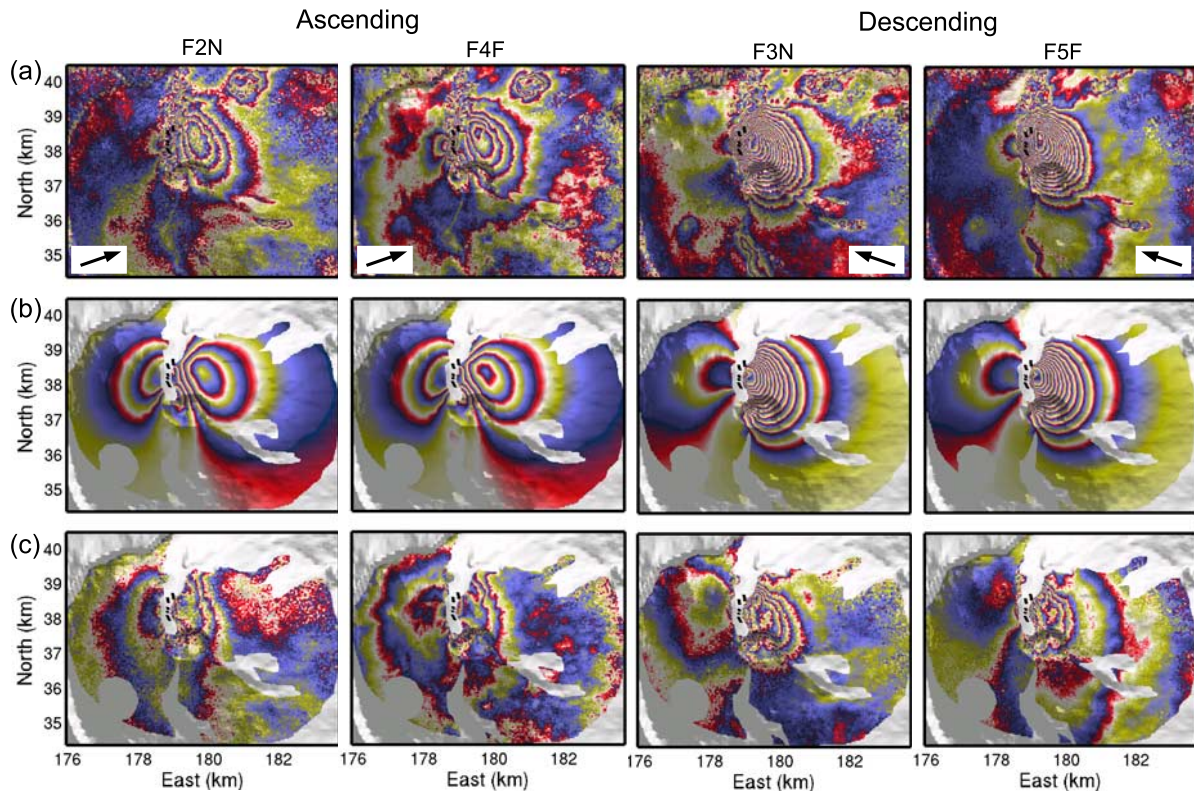 Ascending Descending
F2N F4F F3N F5F
(a)
40
39
38
37
36
35
North (km)
(b)
40
39
38
37
36
35
North (km)
(c)
40
39
38
37
36
35
North (km)
176 178 180 182 176 178 180 182 176 178 180 182 176 178 180 182
East (km) East (km) East (km) East (km)